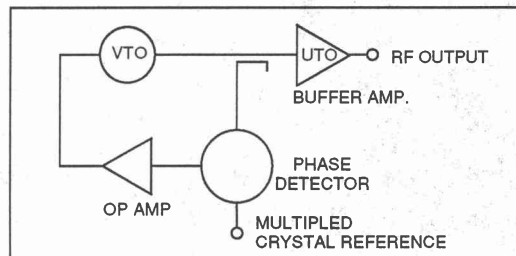 VTO
UTO
RF OUTPUT
BUFFER AMP.
PHASE
DETECTOR
OP AMP
MULTIPLED
CRYSTAL REFERENCE